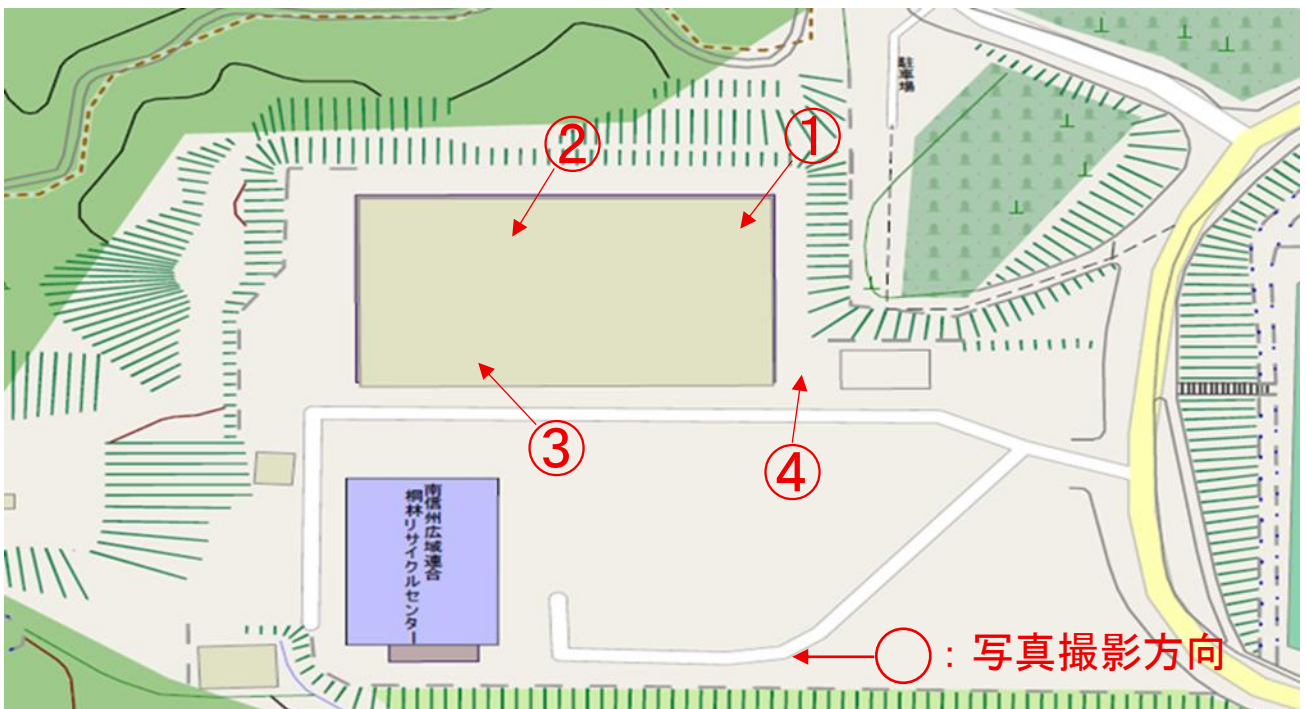 駐車場
②
①
③
④
南信州広域連合
桐林リサイクルセンター
○：写真撮影方向